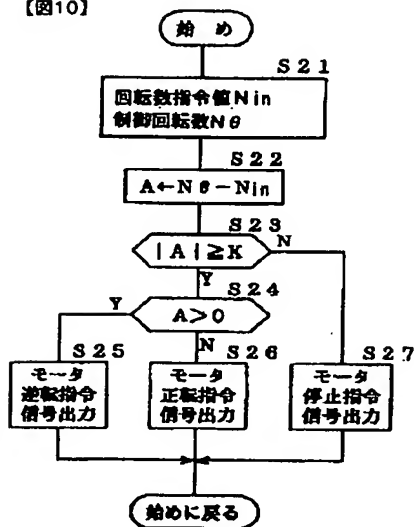 【図10】
始め
S21
回転数指令値Nin
制御回転数Nθ
S22
A←Nθ-Nin
S23
|A|≧K
N
Y
S24
Y
A>0
N
S25
モータ
逆転指令
信号出力
S26
モータ
正転指令
信号出力
S27
モータ
停止指令
信号出力
始めに戻る